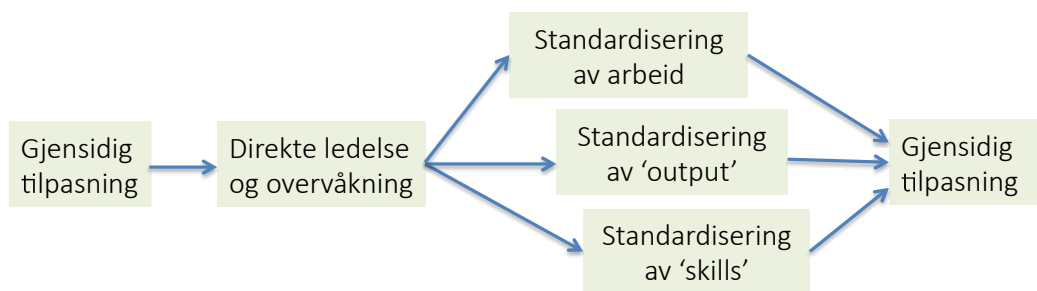 Gjensidig
tilpasning
Direkte ledelse
og overvåkning
Standardisering
av arbeid
Standardisering
av ‘output’
Standardisering
av ‘skills’
Gjensidig
tilpasning